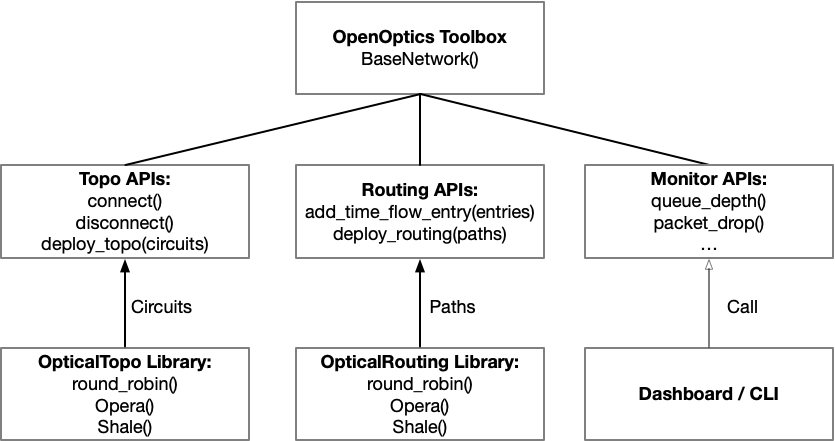 OpenOptics Toolbox
BaseNetwork()
Topo APIs:
connect()
disconnect()
deploy_topo(circuits)
Routing APIs:
add_time_flow_entry(entries)
deploy_routing(paths)
Monitor APIs:
queue_depth()
packet_drop()
...
Circuits
Paths
Call
OpticalTopo Library:
round_robin()
Opera()
Shale()
OpticalRouting Library:
round_robin()
Opera()
Shale()
Dashboard / CLI